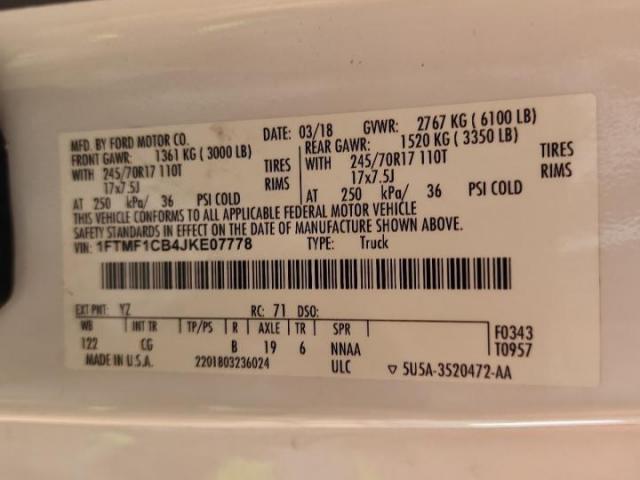 MFD. BY FORD MOTOR CO. DATE: 03/18 GVWR: 2767 KG ( 6100 LB)
FRONT GAWR: 1361 KG ( 3000 LB) REAR GAWR: 1520 KG ( 3350 LB)
WITH 245/70R17 110T TIRES WITH 245/70R17 110T TIRES
17x7.5J RIMS 17x7.5J RIMS
AT 250 kPa/ 36 PSI COLD AT 250 kPa/ 36 PSI COLD
THIS VEHICLE CONFORMS TO ALL APPLICABLE FEDERAL MOTOR VEHICLE
SAFETY STANDARDS IN EFFECT ON THE DATE OF MANUFACTURE SHOWN ABOVE.
VIN: 1FTMF1CB4JKE07778 TYPE: Truck
EXT PNT: YZ RC: 71 DSO:
WB INT TR TP/PS R AXLE TR SPR F0343
122 CG B 19 6 NNAA T0957
MADE IN U.S.A. 2201803236024 ULC ▽ 5U5A-3520472-AA